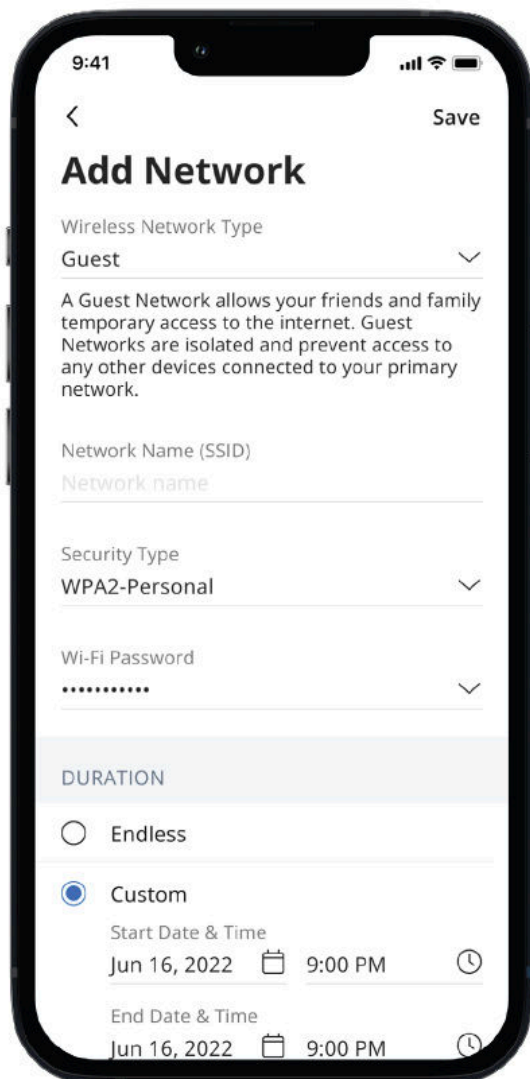 9:41
Save
Add Network
Wireless Network Type
Guest
A Guest Network allows your friends and family
temporary access to the internet. Guest
Networks are isolated and prevent access to
any other devices connected to your primary
network.
Network Name (SSID)
Network name
Security Type
WPA2-Personal
Wi-Fi Password
•••••••••••
DURATION
Endless
Custom
Start Date & Time
Jun 16, 2022 9:00 PM
End Date & Time
Jun 16, 2022 9:00 PM